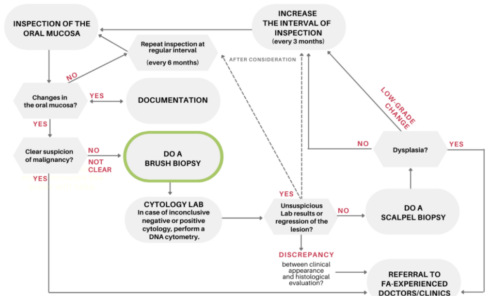 INSPECTION OF THE
ORAL MUCOSA
INCREASE
THE INTERVAL OF
INSPECTION
(every 3 months)
Repeat inspection at
regular interval
(every 6 months)
AFTER CONSIDERATION
NO
Changes in
the oral mucosa?
YES
DOCUMENTATION
LOW-GRADE
CHANGE
YES
NO
Dysplasia?
YES
Clear suspicion
of malignancy?
NO
NOT
CLEAR
DO A
BRUSH BIOPSY
YES
CYTOLOGY LAB
In case of inconclusive
negative or positive
cytology, perform a
DNA cytometry.
YES
Unsuspicious
Lab results or
regression of the
lesion?
NO
DO A
SCALPEL BIOPSY
DISCREPANCY
between clinical
appearance
and histological
evaluation?
REFERRAL TO
FA-EXPERIENCED
DOCTORS/CLINICS